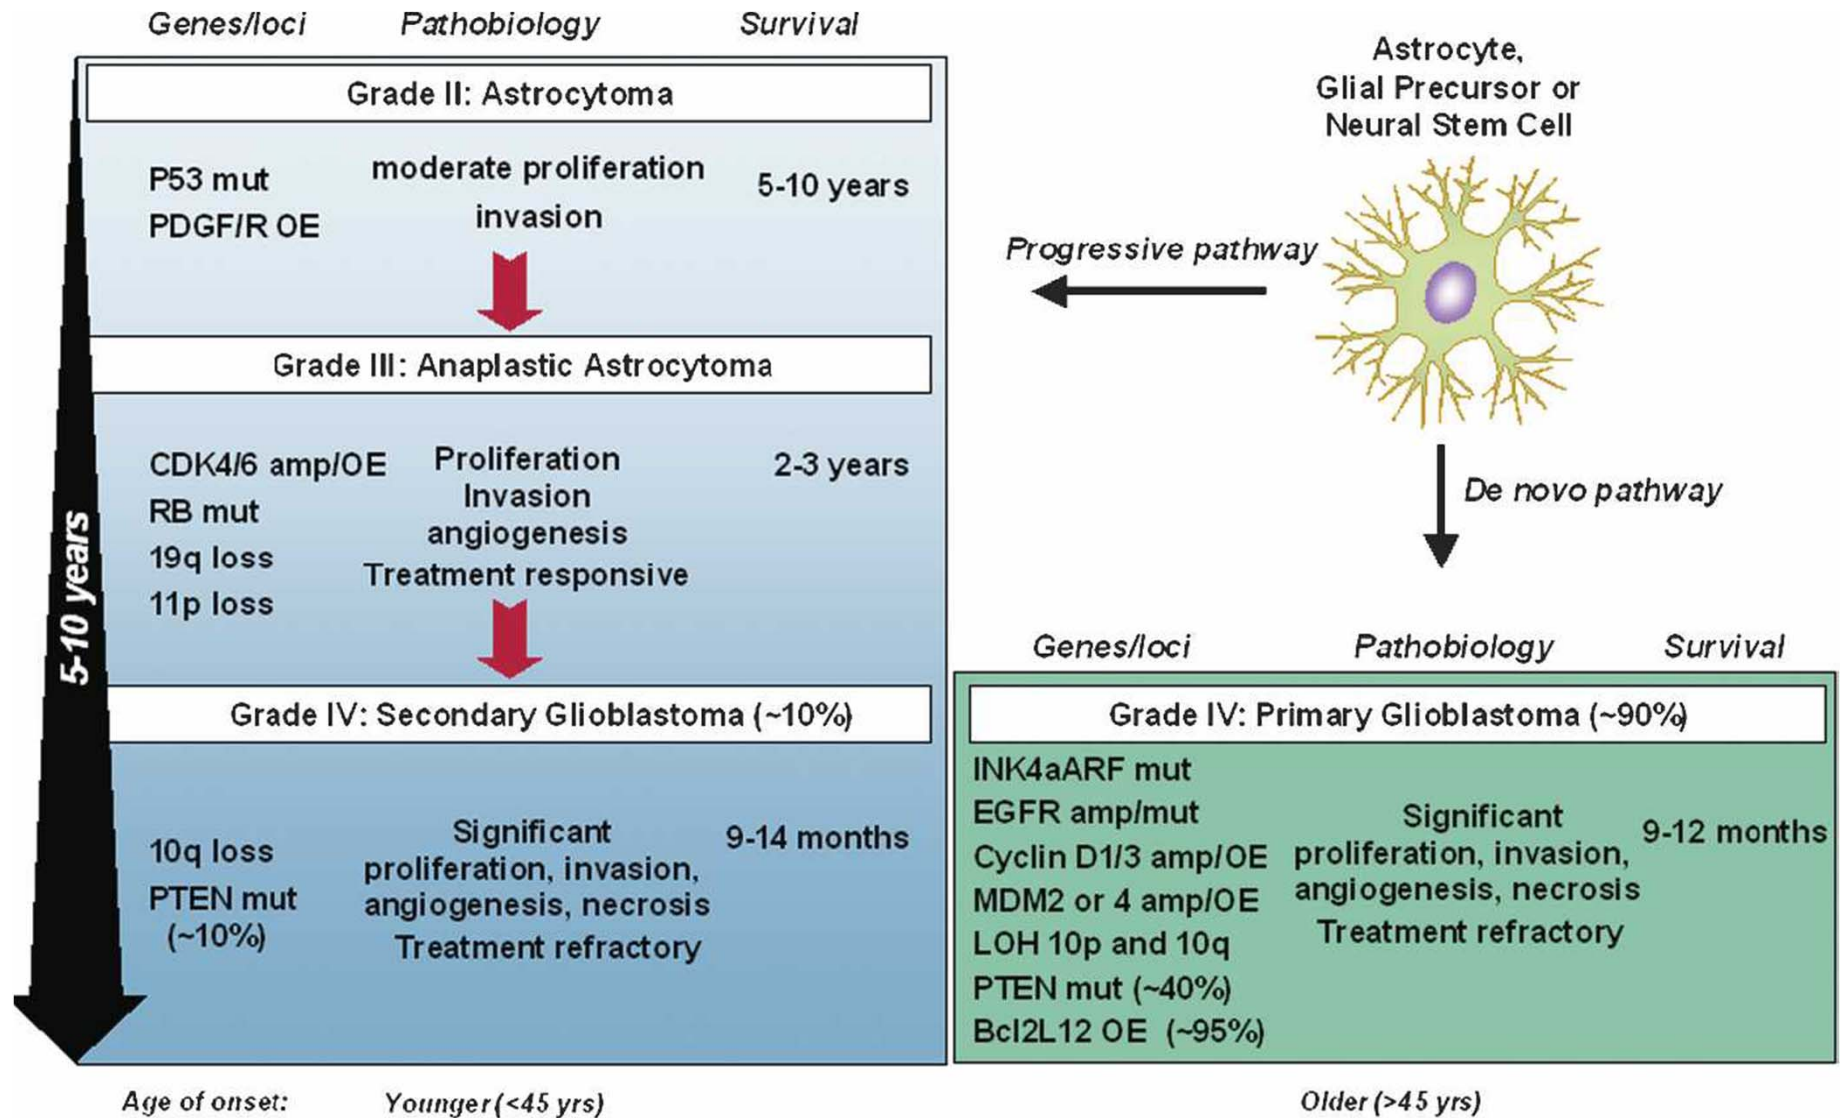 Genes/loci Pathobiology Survival
Grade II: Astrocytoma
P53 mut
PDGF/R OE
moderate proliferation
invasion
5-10 years
Grade III: Anaplastic Astrocytoma
CDK4/6 amp/OE
RB mut
19q loss
11p loss
Proliferation
Invasion
angiogenesis
Treatment responsive
2-3 years
Grade IV: Secondary Glioblastoma (~10%)
10q loss
PTEN mut
(~10%)
Significant
proliferation, invasion,
angiogenesis, necrosis
Treatment refractory
9-14 months
5-10 years
Astrocyte,
Glial Precursor or
Neural Stem Cell
Progressive pathway
De novo pathway
Genes/loci Pathobiology Survival
Grade IV: Primary Glioblastoma (~90%)
INK4aARF mut
EGFR amp/mut
Cyclin D1/3 amp/OE
MDM2 or 4 amp/OE
LOH 10p and 10q
PTEN mut (~40%)
Bcl2L12 OE (~95%)
Significant
proliferation, invasion,
angiogenesis, necrosis
Treatment refractory
9-12 months
Age of onset: Younger (<45 yrs) Older (>45 yrs)